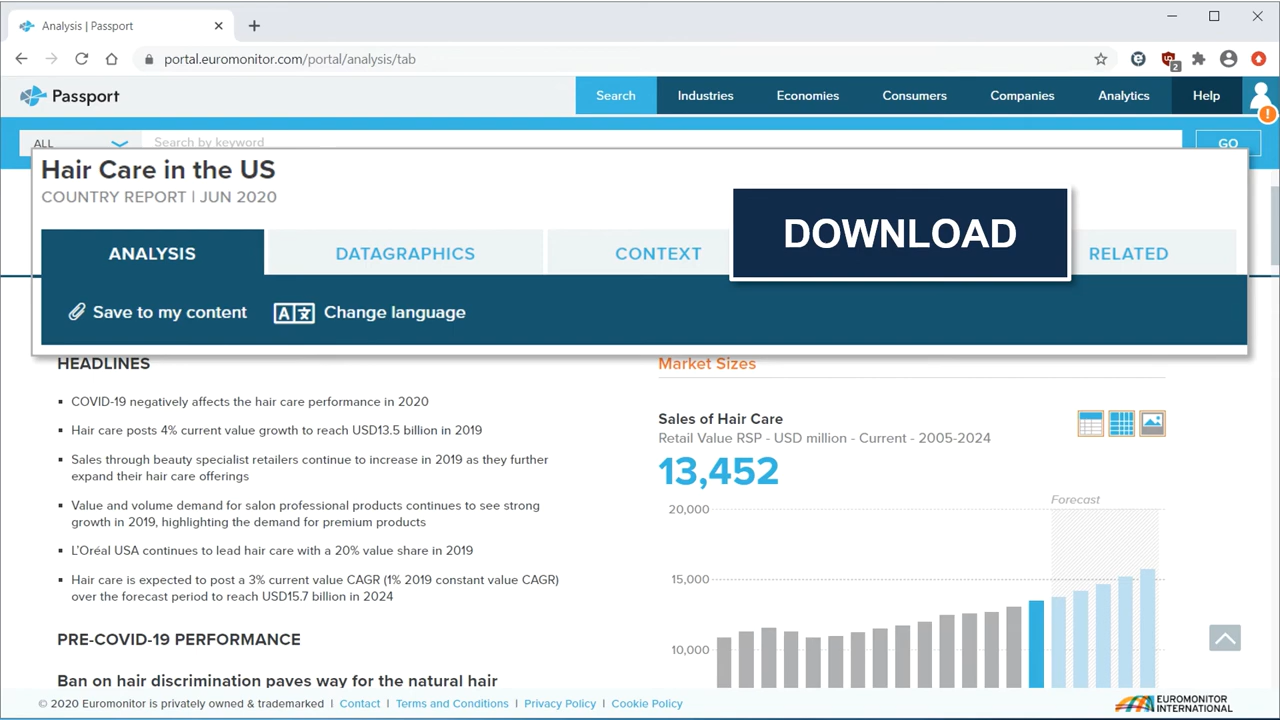 Analysis | Passport
portal.euromonitor.com/portal/analysis/tab
2
Passport
Search
Industries
Economies
Consumers
Companies
Analytics
Help
!
ALL
Search by keyword
GO
Hair Care in the US
COUNTRY REPORT | JUN 2020
ANALYSIS
DATAGRAPHICS
CONTEXT
DOWNLOAD
RELATED
Save to my content
A文 Change language
HEADLINES
▪ COVID-19 negatively affects the hair care performance in 2020
▪ Hair care posts 4% current value growth to reach USD13.5 billion in 2019
▪ Sales through beauty specialist retailers continue to increase in 2019 as they further
expand their hair care offerings
▪ Value and volume demand for salon professional products continues to see strong
growth in 2019, highlighting the demand for premium products
▪ L'Oréal USA continues to lead hair care with a 20% value share in 2019
▪ Hair care is expected to post a 3% current value CAGR (1% 2019 constant value CAGR)
over the forecast period to reach USD15.7 billion in 2024
PRE-COVID-19 PERFORMANCE
Ban on hair discrimination paves way for the natural hair
Market Sizes
Sales of Hair Care
Retail Value RSP - USD million - Current - 2005-2024
13,452
Forecast
20,000
15,000
10,000
© 2020 Euromonitor is privately owned & trademarked | Contact | Terms and Conditions | Privacy Policy | Cookie Policy
EUROMONITOR
INTERNATIONAL